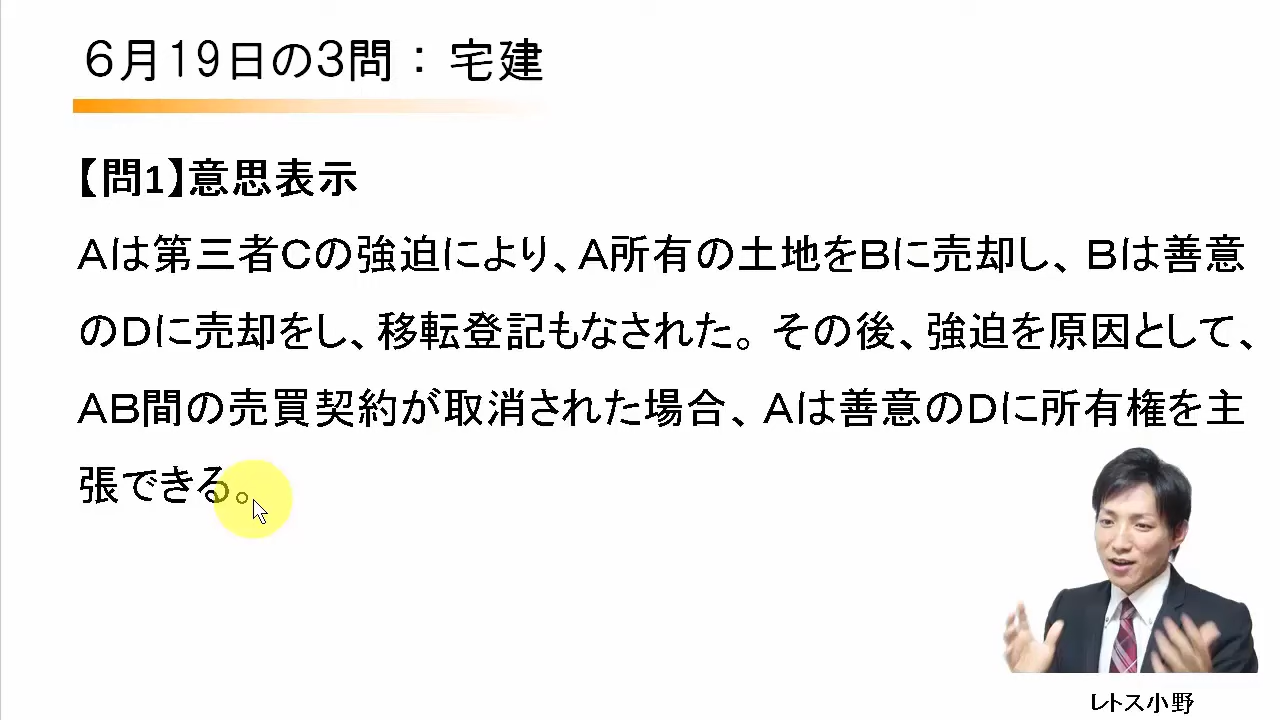 ６月１９日の３問：宅建
【問1】意思表示
Ａは第三者Ｃの強迫により、Ａ所有の土地をＢに売却し、Ｂは善意
のＤに売却をし、移転登記もなされた。その後、強迫を原因として、
ＡＢ間の売買契約が取消された場合、Ａは善意のＤに所有権を主
張できる。
レトス小野